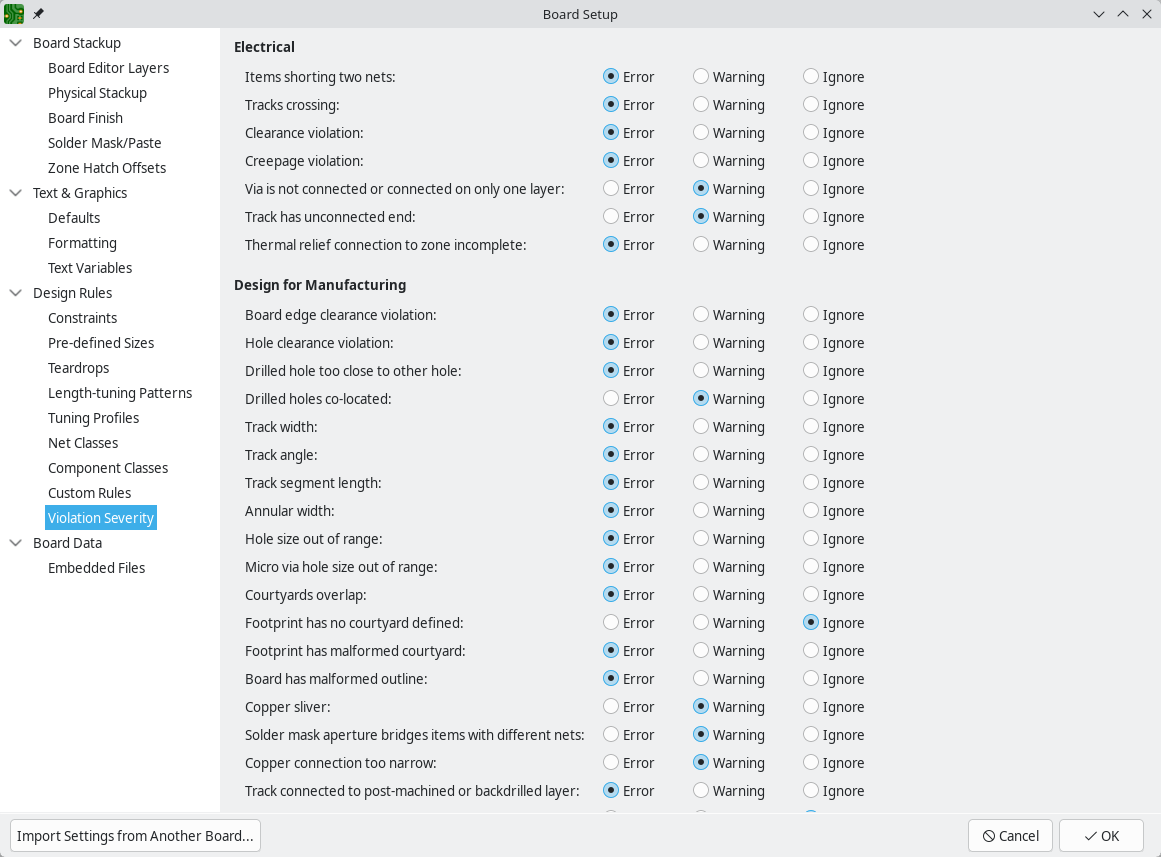 Board Setup
Board Stackup
Board Editor Layers
Physical Stackup
Board Finish
Solder Mask/Paste
Zone Hatch Offsets
Text & Graphics
Defaults
Formatting
Text Variables
Design Rules
Constraints
Pre-defined Sizes
Teardrops
Length-tuning Patterns
Tuning Profiles
Net Classes
Component Classes
Custom Rules
Violation Severity
Board Data
Embedded Files
Electrical
Items shorting two nets: Error Warning Ignore
Tracks crossing: Error Warning Ignore
Clearance violation: Error Warning Ignore
Creepage violation: Error Warning Ignore
Via is not connected or connected on only one layer: Error Warning Ignore
Track has unconnected end: Error Warning Ignore
Thermal relief connection to zone incomplete: Error Warning Ignore
Design for Manufacturing
Board edge clearance violation: Error Warning Ignore
Hole clearance violation: Error Warning Ignore
Drilled hole too close to other hole: Error Warning Ignore
Drilled holes co-located: Error Warning Ignore
Track width: Error Warning Ignore
Track angle: Error Warning Ignore
Track segment length: Error Warning Ignore
Annular width: Error Warning Ignore
Hole size out of range: Error Warning Ignore
Micro via hole size out of range: Error Warning Ignore
Courtyards overlap: Error Warning Ignore
Footprint has no courtyard defined: Error Warning Ignore
Footprint has malformed courtyard: Error Warning Ignore
Board has malformed outline: Error Warning Ignore
Copper sliver: Error Warning Ignore
Solder mask aperture bridges items with different nets: Error Warning Ignore
Copper connection too narrow: Error Warning Ignore
Track connected to post-machined or backdrilled layer: Error Warning Ignore
Import Settings from Another Board... Cancel OK